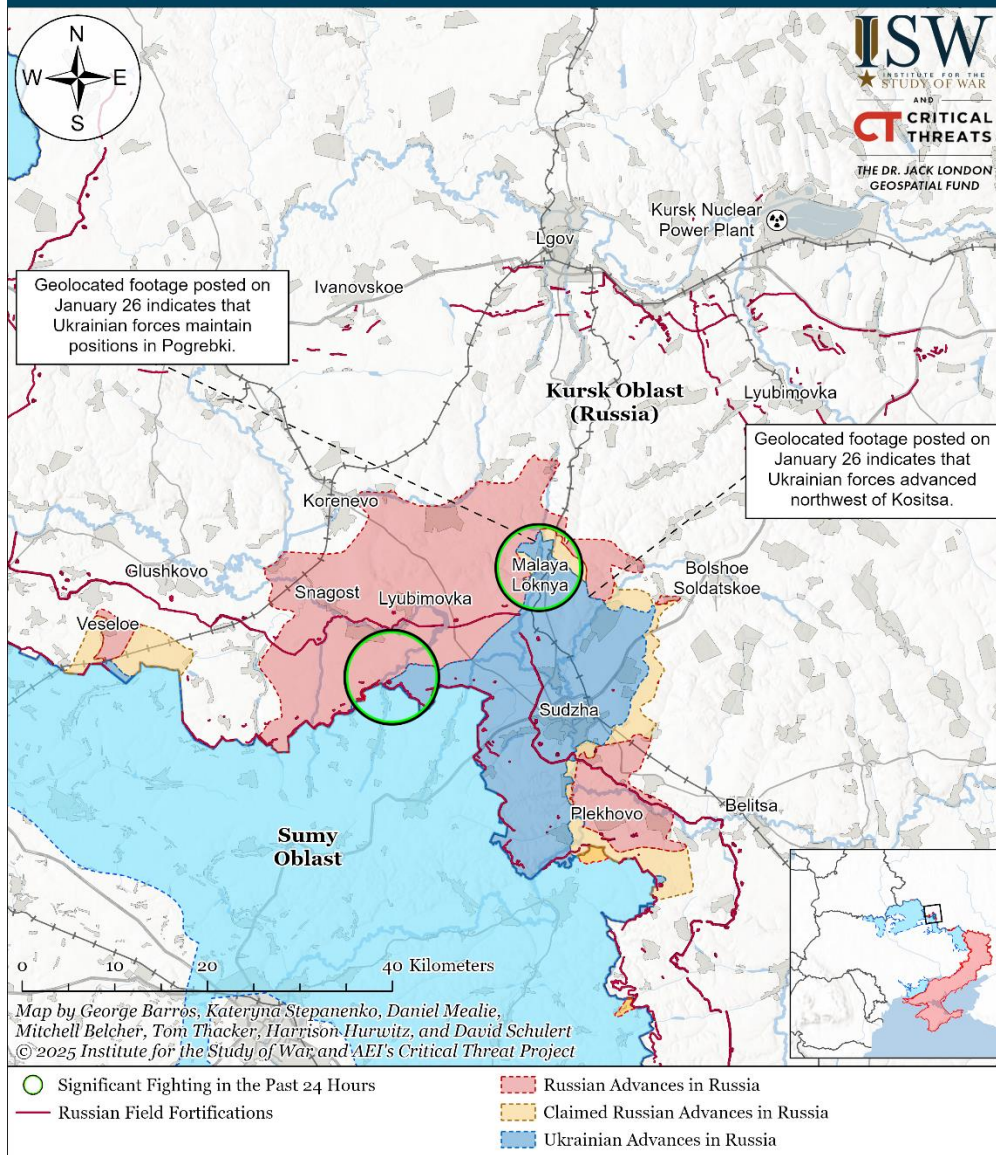 N
W E
S
ISW
INSTITUTE FOR THE
STUDY OF WAR
AND
CT CRITICAL
THREATS
THE DR. JACK LONDON
GEOSPATIAL FUND
Kursk Nuclear
Power Plant
Lgov
Ivanovskoe
Geolocated footage posted on
January 26 indicates that
Ukrainian forces maintain
positions in Pogrebki.
Kursk Oblast
(Russia)
Lyubimovka
Geolocated footage posted on
January 26 indicates that
Ukrainian forces advanced
northwest of Kositsa.
Korenevo
Malaya
Loknya
Bolshoe
Soldatskoe
Glushkovo
Snagost
Lyubimovka
Veseloe
Sudzha
Plekhovo
Belitsa
Sumy
Oblast
0 10 20 40 Kilometers
Map by George Barros, Kateryna Stepanenko, Daniel Mealie,
Mitchell Belcher, Tom Thacker, Harrison Hurwitz, and David Schulert
© 2025 Institute for the Study of War and AEI's Critical Threat Project
Significant Fighting in the Past 24 Hours
Russian Field Fortifications
Russian Advances in Russia
Claimed Russian Advances in Russia
Ukrainian Advances in Russia